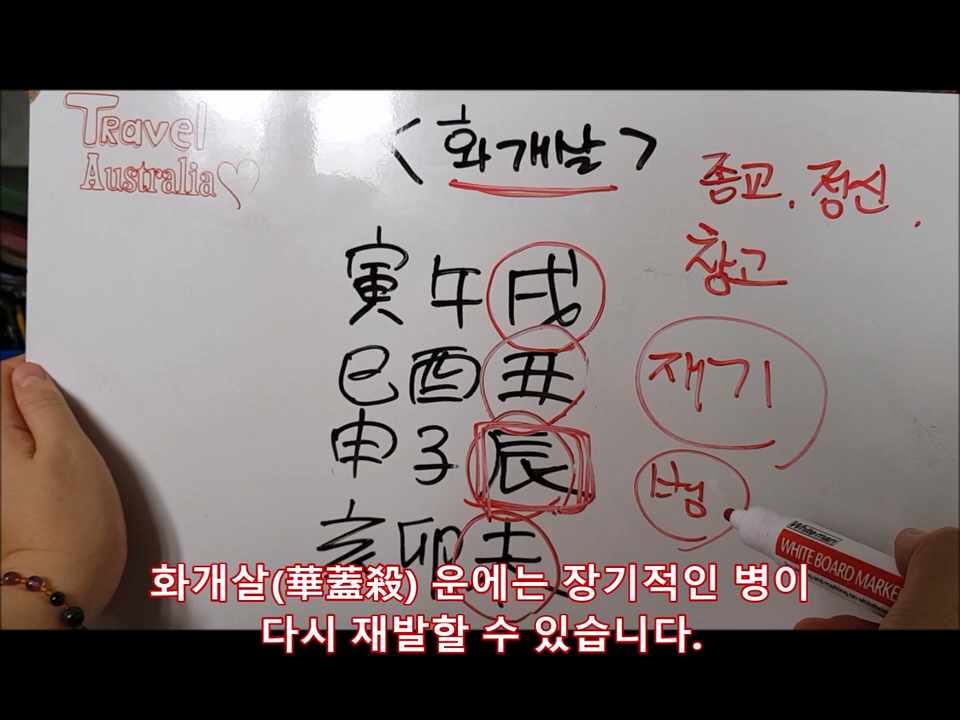 Travel
Australia
<화개살>
종교. 정신.
창고
寅午戌
巳酉丑
재기
申子辰
병
亥卯未
Whiteman
WHITE BOARD MARKE
화개살(華蓋殺) 운에는 장기적인 병이
다시 재발할 수 있습니다.